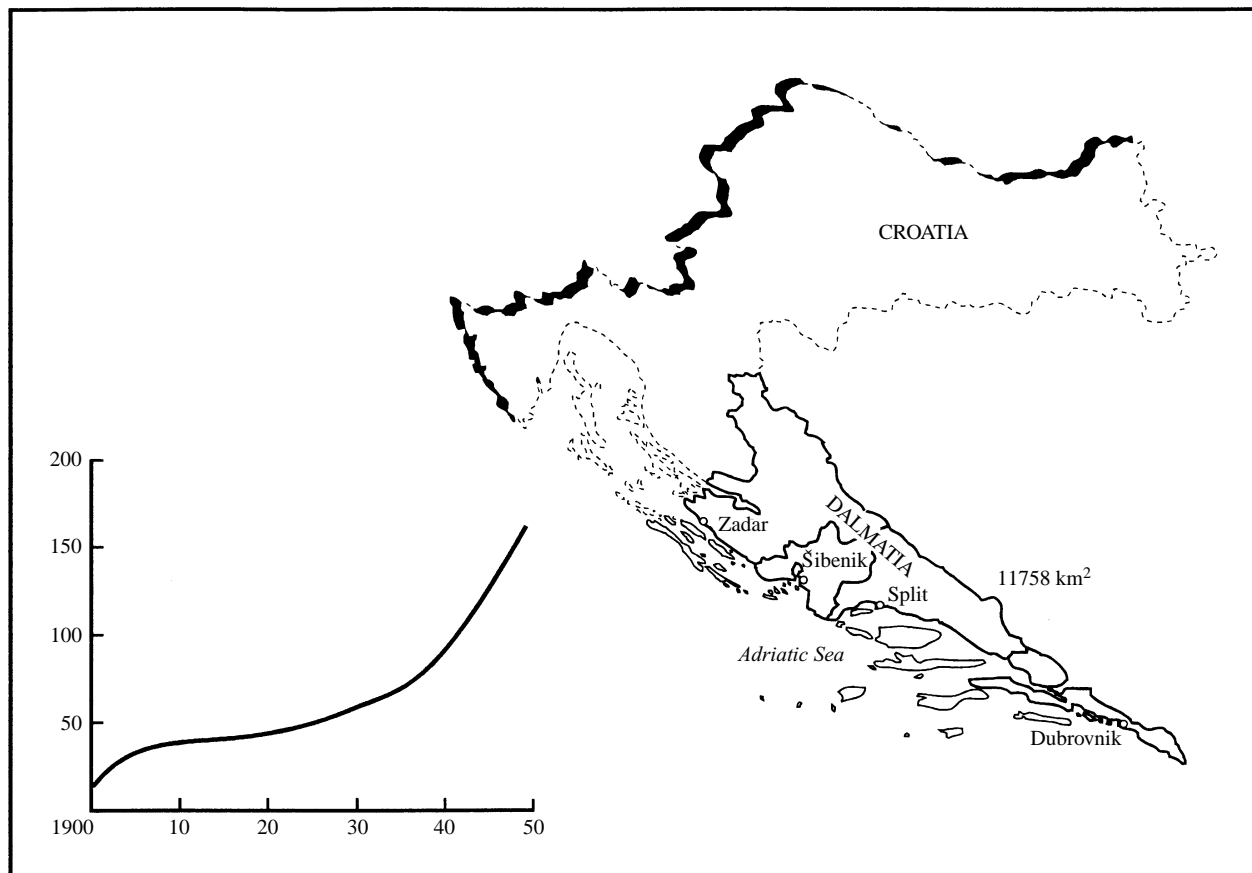 CROATIA
DALMATIA
Zadar
Šibenik
Split
11758 km²
Adriatic Sea
Dubrovnik
200
150
100
50
1900 10 20 30 40 50